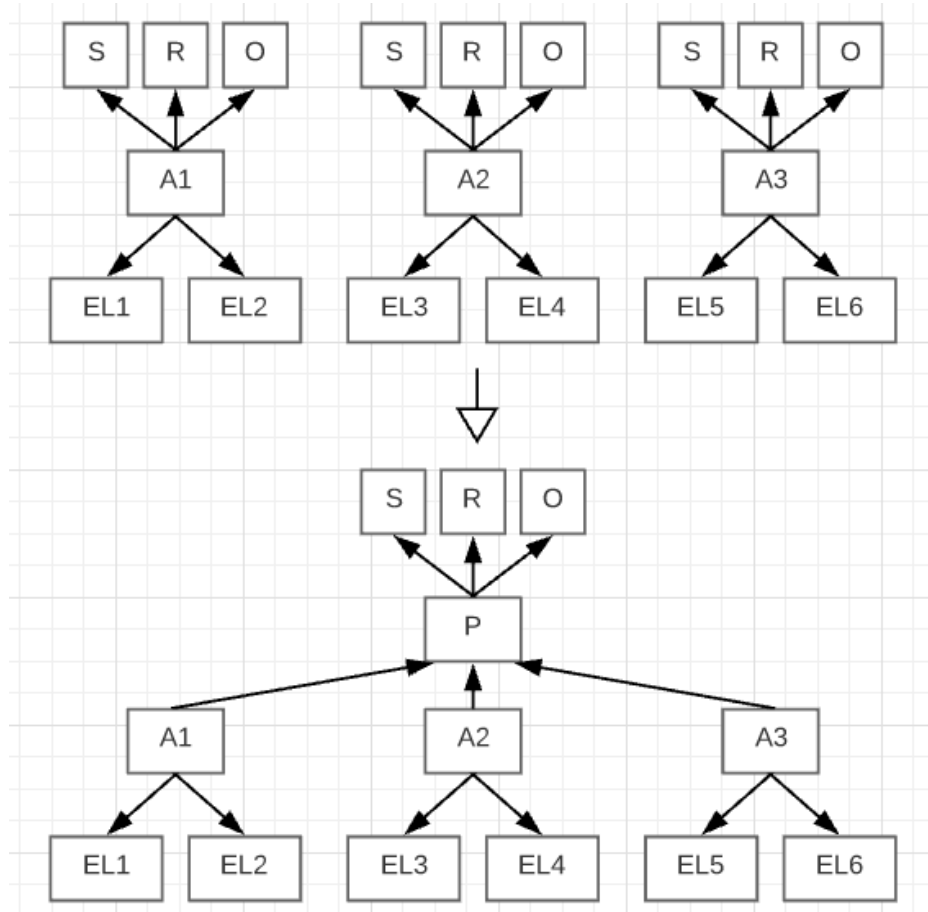 S R O S R O S R O
A1 A2 A3
EL1 EL2 EL3 EL4 EL5 EL6
S R O
P
A1 A2 A3
EL1 EL2 EL3 EL4 EL5 EL6